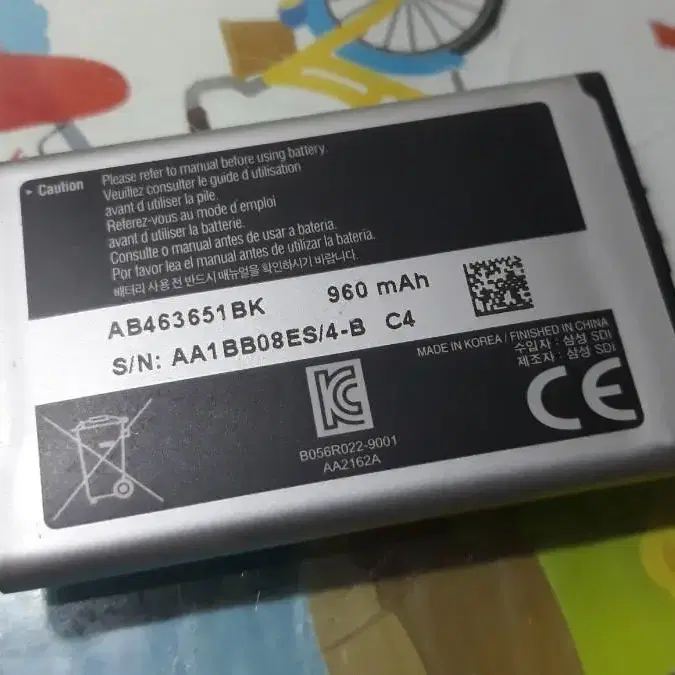 Caution
Please refer to manual before using battery.
Veuillez consulter le guide d utilisation
avant d utiliser la pile.
Referez-vous au mode d emploi
avant d utiliser la batterie.
Consulte o manual antes de usar a bateria.
Por favor lea el manual antes de utilizar la bateria.
배터리 사용 전 반드시 매뉴얼을 확인하시기 바랍니다.
AB463651BK 960 mAh
S/N: AA1BB08ES/4-B C4
MADE IN KOREA / FINISHED IN CHINA
수입자 : 삼성 SDI
제조자 : 삼성 SDI
B056R022-9001
AA2162A